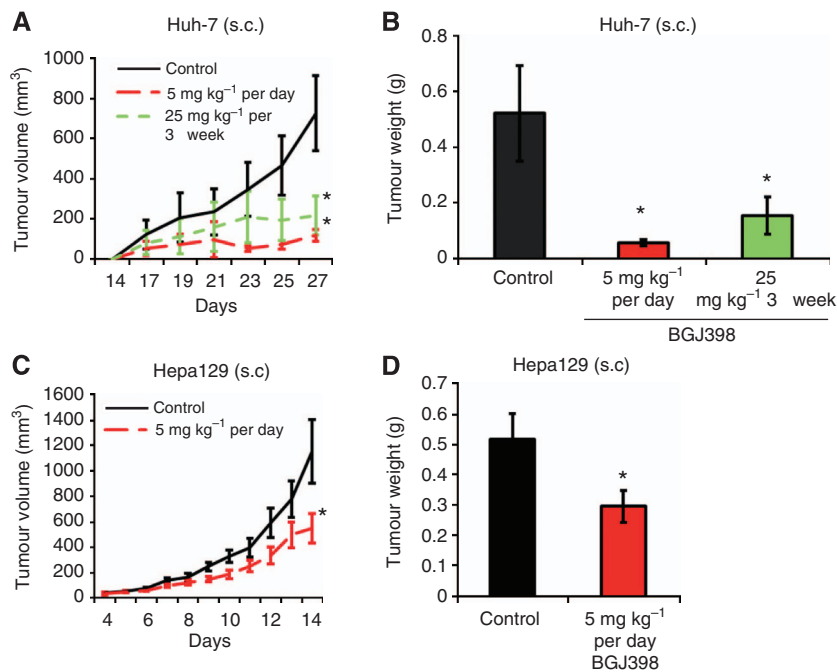 A
Huh-7 (s.c.)
Tumour volume (mm³)
1000
800
600
400
200
0
Control
5 mg kg⁻¹ per day
25 mg kg⁻¹ per
3 week
*
*
14 17 19 21 23 25 27
Days
B
Huh-7 (s.c.)
Tumour weight (g)
0.8
0.6
0.4
0.2
0
*
*
Control
5 mg kg⁻¹
per day
25
mg kg⁻¹ 3 week
BGJ398
C
Hepa129 (s.c)
Tumour volume (mm³)
1600
1400
1200
1000
800
600
400
200
0
Control
5 mg kg⁻¹ per day
*
4 6 8 10 12 14
Days
D
Hepa129 (s.c)
Tumour weight (g)
0.7
0.6
0.5
0.4
0.3
0.2
0.1
0
*
Control
5 mg kg⁻¹
per day
BGJ398